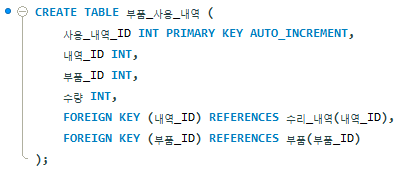 CREATE TABLE 부품_사용_내역 (
사용_내역_ID INT PRIMARY KEY AUTO_INCREMENT,
내역_ID INT,
부품_ID INT,
수량 INT,
FOREIGN KEY (내역_ID) REFERENCES 수리_내역(내역_ID),
FOREIGN KEY (부품_ID) REFERENCES 부품(부품_ID)
);